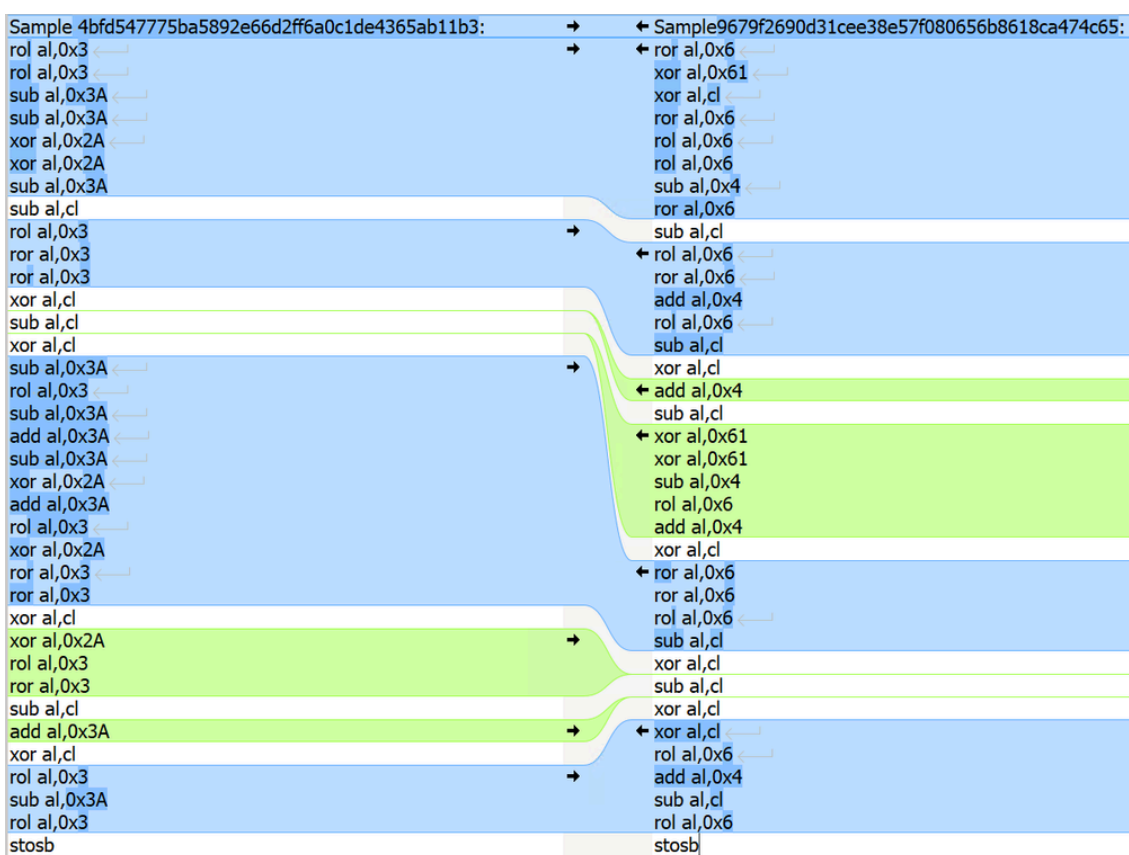 Sample 4bfd547775ba5892e66d2ff6a0c1de4365ab11b3:
rol al,0x3
rol al,0x3
sub al,0x3A
sub al,0x3A
xor al,0x2A
xor al,0x2A
sub al,0x3A
sub al,cl
rol al,0x3
ror al,0x3
ror al,0x3
xor al,cl
sub al,cl
xor al,cl
sub al,0x3A
rol al,0x3
sub al,0x3A
add al,0x3A
sub al,0x3A
xor al,0x2A
add al,0x3A
rol al,0x3
xor al,0x2A
ror al,0x3
ror al,0x3
xor al,cl
xor al,0x2A
rol al,0x3
ror al,0x3
sub al,cl
add al,0x3A
xor al,cl
rol al,0x3
sub al,0x3A
rol al,0x3
stosb
Sample9679f2690d31cee38e57f080656b8618ca474c65:
ror al,0x6
xor al,0x61
xor al,cl
ror al,0x6
rol al,0x6
rol al,0x6
sub al,0x4
ror al,0x6
sub al,cl
rol al,0x6
ror al,0x6
add al,0x4
rol al,0x6
sub al,cl
xor al,cl
add al,0x4
sub al,cl
xor al,0x61
xor al,0x61
sub al,0x4
rol al,0x6
add al,0x4
xor al,cl
ror al,0x6
ror al,0x6
rol al,0x6
sub al,cl
xor al,cl
sub al,cl
xor al,cl
xor al,cl
rol al,0x6
add al,0x4
sub al,cl
rol al,0x6
stosb